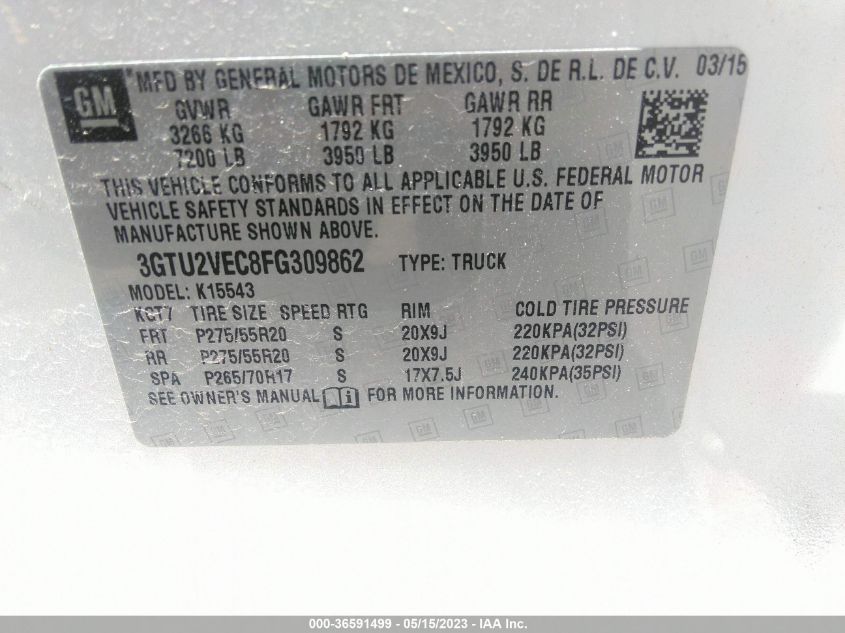 GM
*MFD BY GENERAL MOTORS DE MEXICO, S. DE R.L. DE C.V. 03/15
GVWR GAWR FRT GAWR RR
3266 KG 1792 KG 1792 KG
7200 LB 3950 LB 3950 LB
THIS VEHICLE CONFORMS TO ALL APPLICABLE U.S. FEDERAL MOTOR
VEHICLE SAFETY STANDARDS IN EFFECT ON THE DATE OF
MANUFACTURE SHOWN ABOVE.
3GTU2VEC8FG309862 TYPE: TRUCK
MODEL: K15543
KCT7 TIRE SIZE SPEED RTG RIM COLD TIRE PRESSURE
FRT P275/55R20 S 20X9J 220KPA(32PSI)
RR P275/55R20 S 20X9J 220KPA(32PSI)
SPA P265/70R17 S 17X7.5J 240KPA(35PSI)
SEE OWNER'S MANUAL FOR MORE INFORMATION.
000-36591499 - 05/15/2023 - IAA Inc.